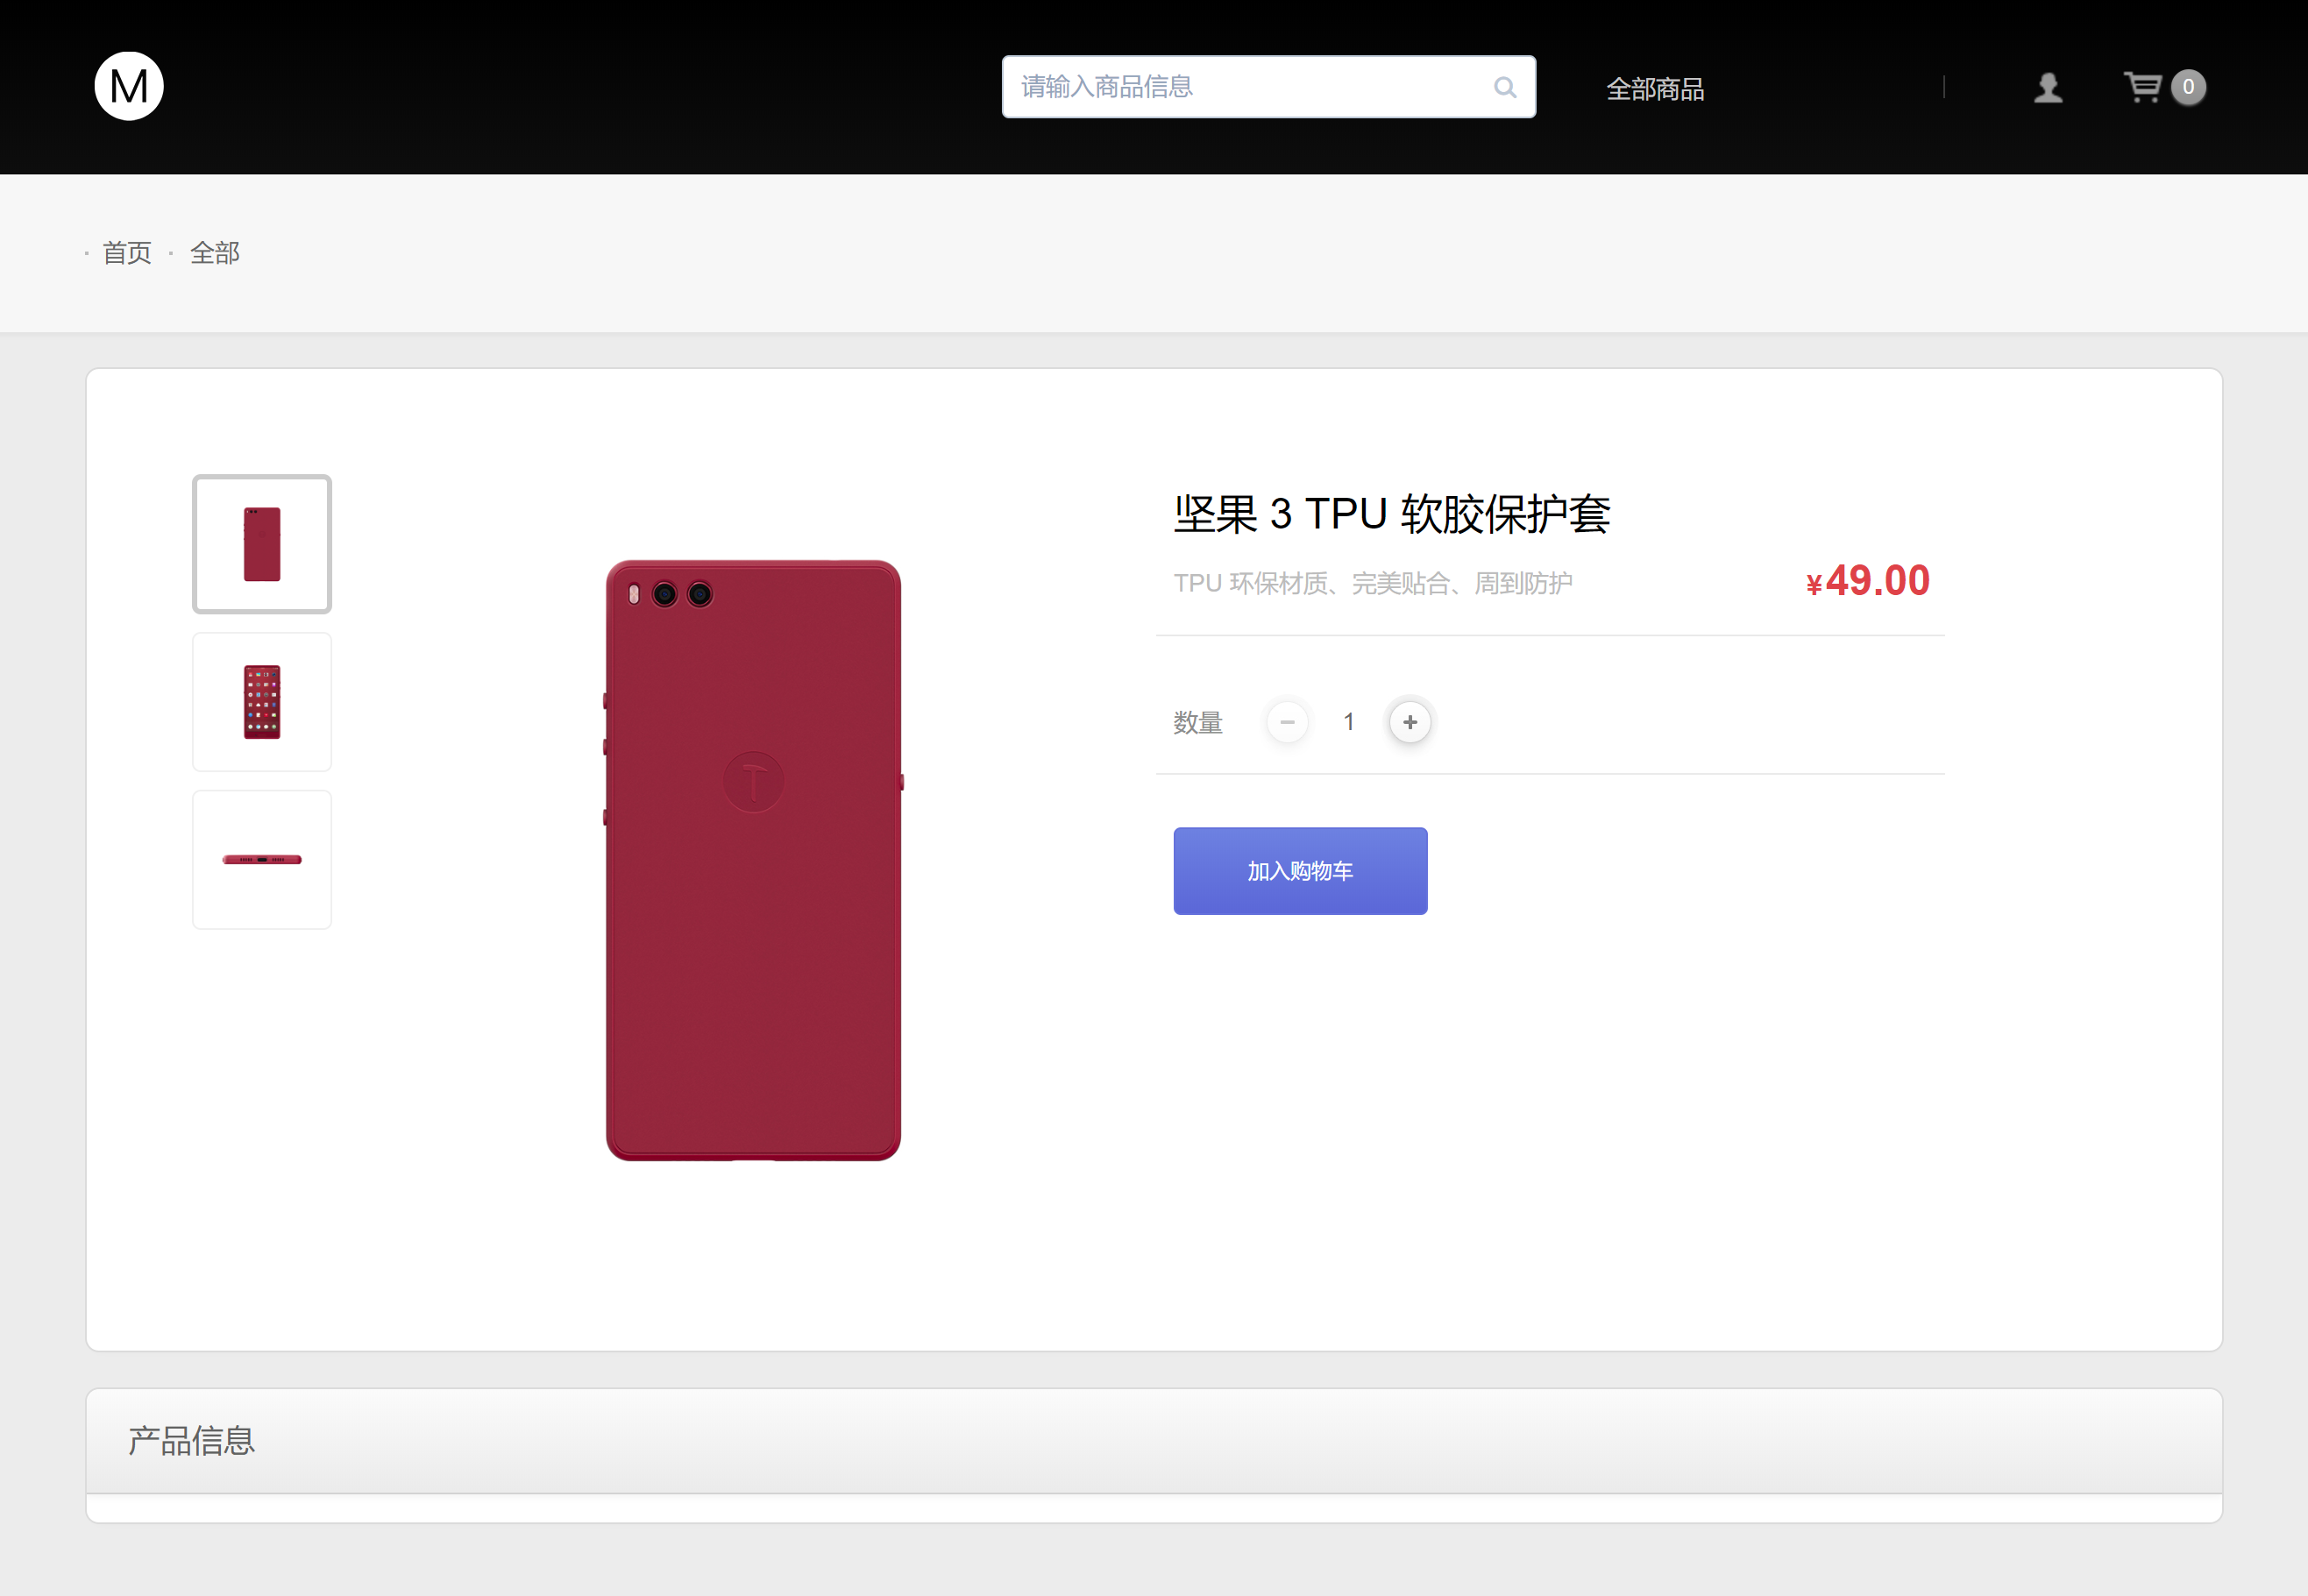 M
请输入商品信息
全部商品
0
首页
全部
坚果 3 TPU 软胶保护套
TPU 环保材质、完美贴合、周到防护
¥49.00
数量
1
加入购物车
产品信息